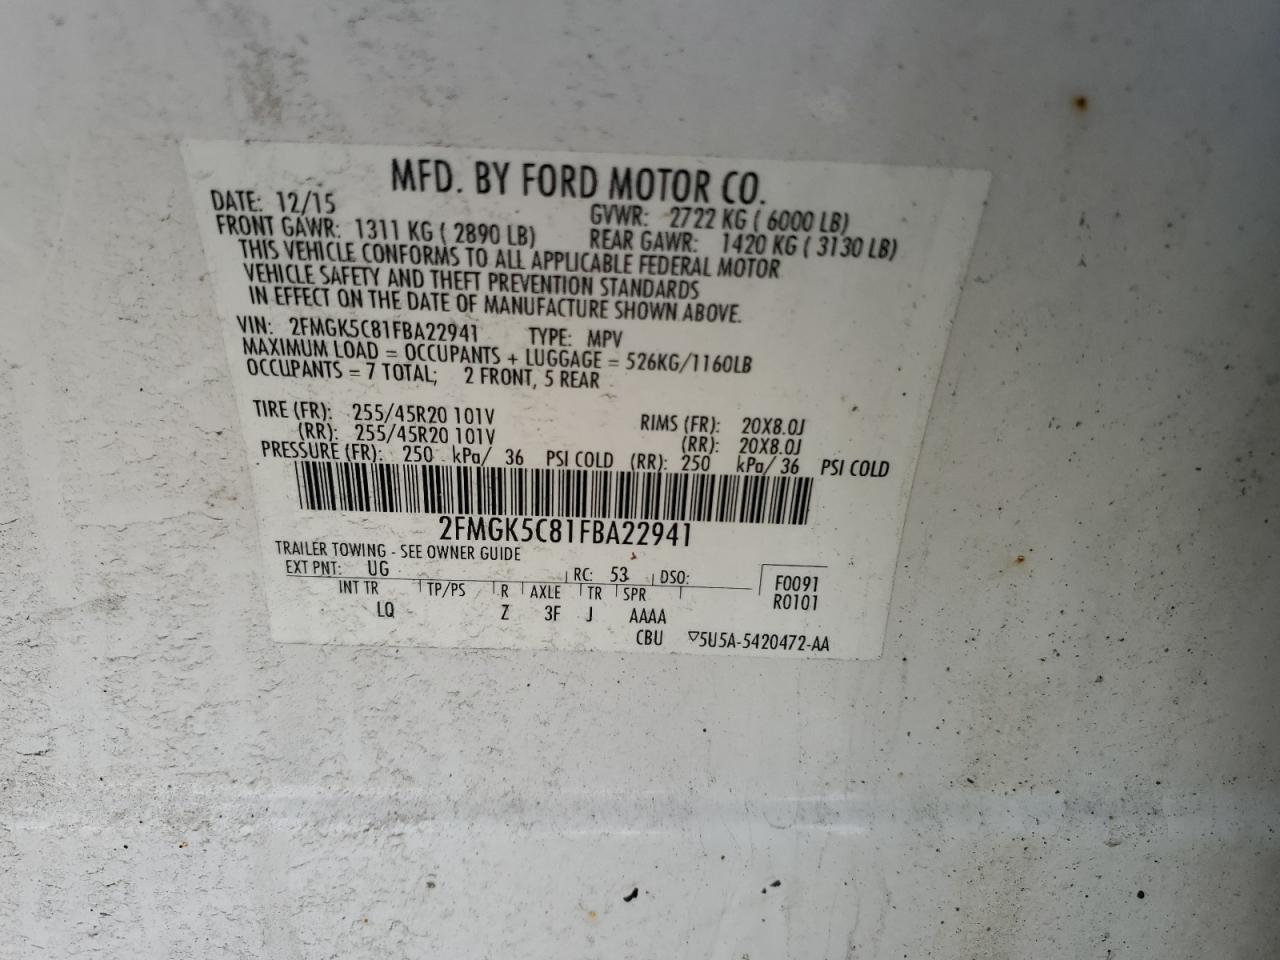 MFD. BY FORD MOTOR CO.
DATE: 12/15 GVWR: 2722 KG ( 6000 LB)
FRONT GAWR: 1311 KG ( 2890 LB) REAR GAWR: 1420 KG ( 3130 LB)
THIS VEHICLE CONFORMS TO ALL APPLICABLE FEDERAL MOTOR
VEHICLE SAFETY AND THEFT PREVENTION STANDARDS
IN EFFECT ON THE DATE OF MANUFACTURE SHOWN ABOVE.
VIN: 2FMGK5C81FBA22941 TYPE: MPV
MAXIMUM LOAD = OCCUPANTS + LUGGAGE = 526KG/1160LB
OCCUPANTS = 7 TOTAL; 2 FRONT, 5 REAR
TIRE (FR): 255/45R20 101V RIMS (FR): 20X8.0J
(RR): 255/45R20 101V (RR): 20X8.0J
PRESSURE (FR): 250 kPa/ 36 PSI COLD (RR): 250 kPa/ 36 PSI COLD
2FMGK5C81FBA22941
TRAILER TOWING - SEE OWNER GUIDE
EXT PNT: UG RC: 53 DSO: F0091
INT TR TP/PS R AXLE TR SPR R0101
LQ Z 3F J AAAA
CBU ▽5U5A-5420472-AA